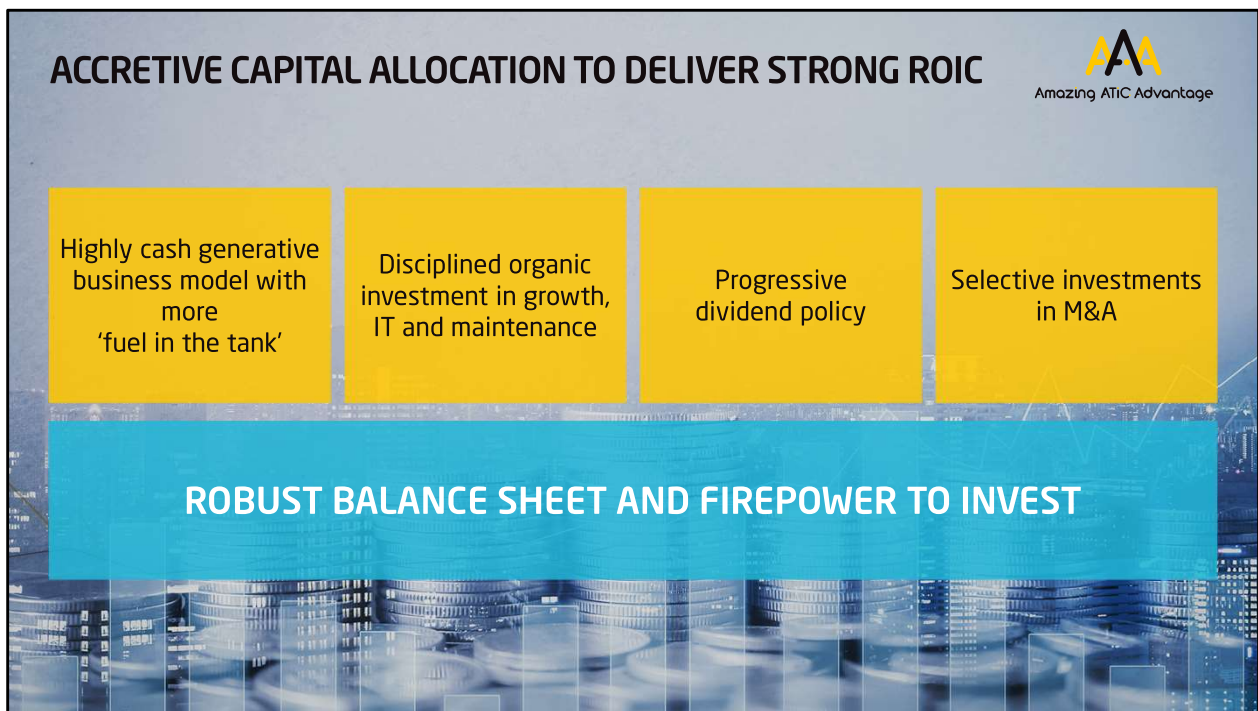 ACCRETIVE CAPITAL ALLOCATION TO DELIVER STRONG ROIC
AAA
Amazing ATIC Advantage
Highly cash generative
business model with
more
‘fuel in the tank’
Disciplined organic
investment in growth,
IT and maintenance
Progressive
dividend policy
Selective investments
in M&A
ROBUST BALANCE SHEET AND FIREPOWER TO INVEST